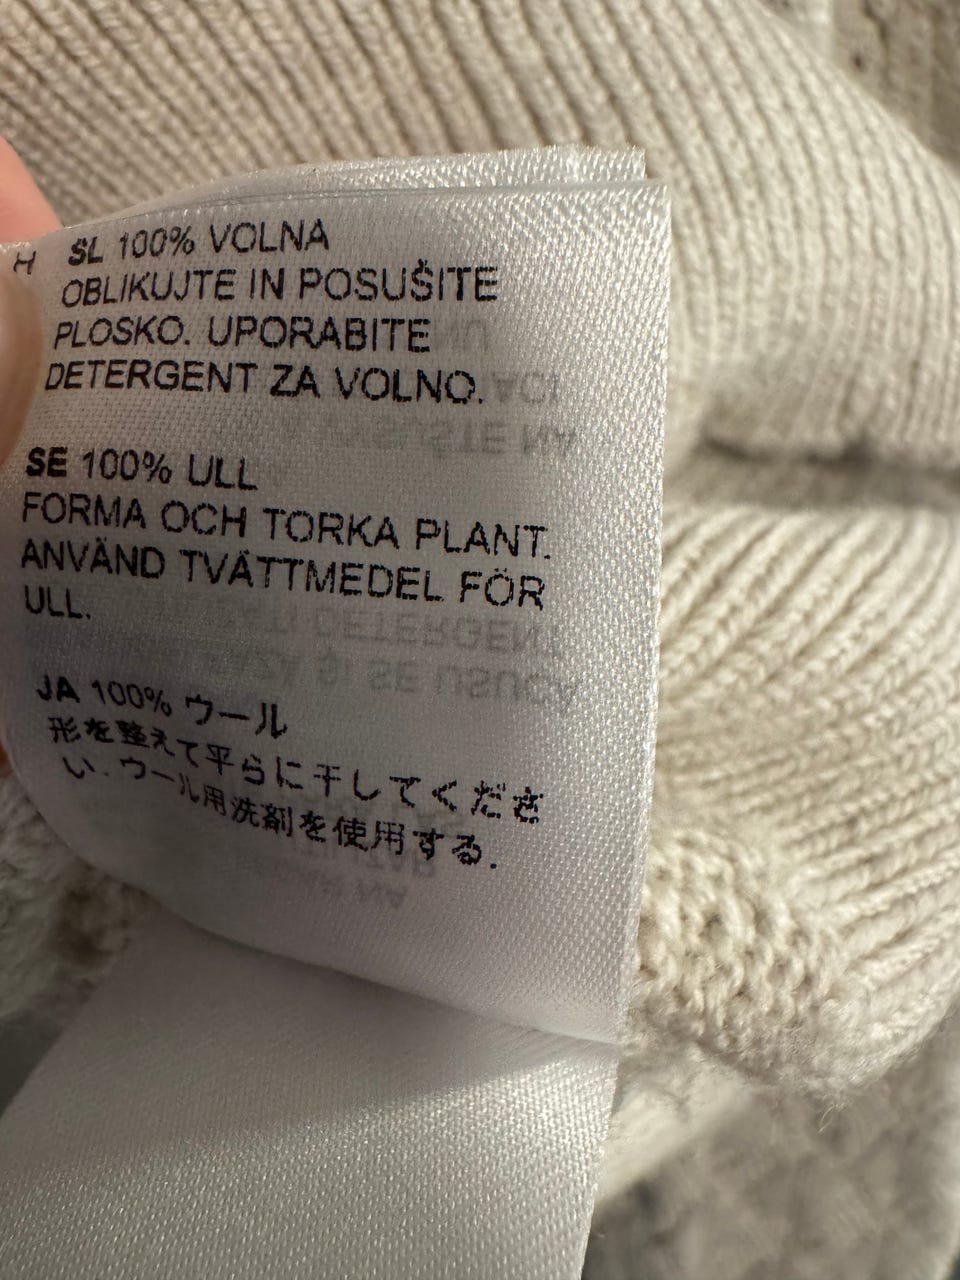 H
SL 100% VOLNA
OBLIKUJTE IN POSUŠITE
PLOSKO. UPORABITE
DETERGENT ZA VOLNO.
SE 100% ULL
FORMA OCH TORKA PLANT.
ANVÄND TVÄTTMEDEL FÖR
ULL.
JA 100% ウール
形を整えて平らに干してくださ
い. ウール用洗剤を使用する.